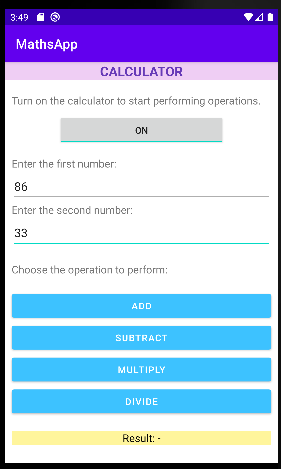 3:49
MathsApp
CALCULATOR
Turn on the calculator to start performing operations.
ON
Enter the first number:
86
Enter the second number:
33
Choose the operation to perform:
ADD
SUBTRACT
MULTIPLY
DIVIDE
Result: -